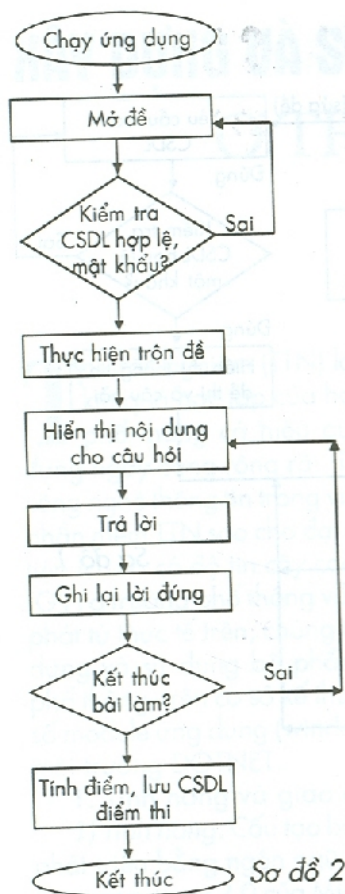 Chạy ứng dụng
Mở đề
Kiểm tra
CSDL hợp lệ,
mật khẩu?
Sai
Thực hiện trộn đề
Hiển thị nội dung
cho câu hỏi
Trả lời
Ghi lại lời đúng
Kết thúc
bài làm?
Sai
Tính điểm, lưu CSDL
điểm thi
Kết thúc
Sơ đồ 2